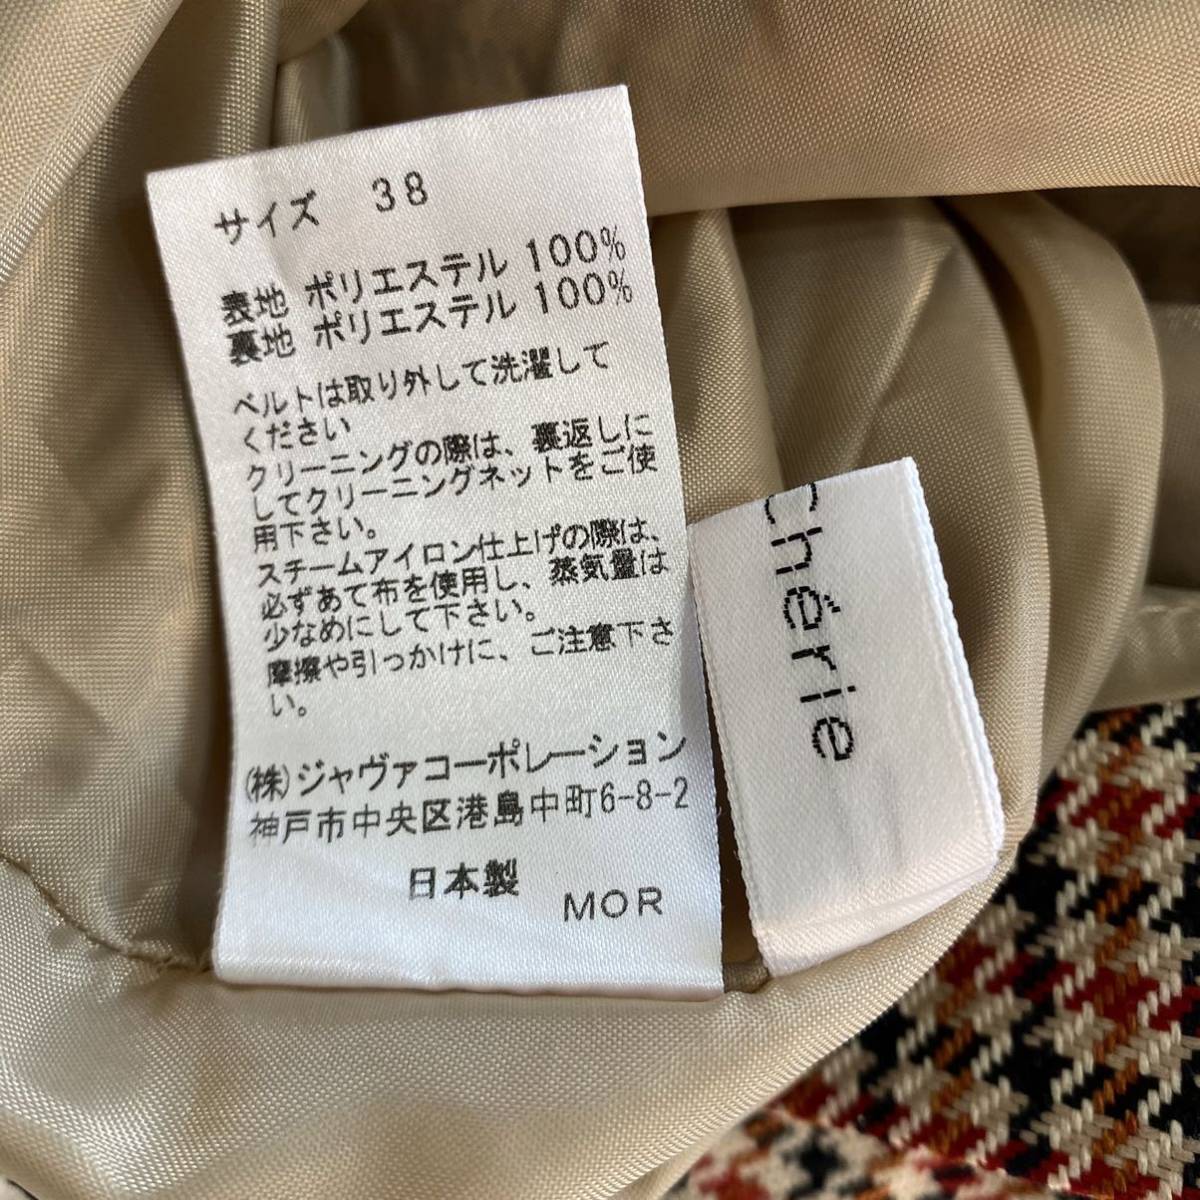 サイズ 38
表地 ポリエステル 100%
裏地 ポリエステル 100%
ベルトは取り外して洗濯して
ください
クリーニングの際は、裏返しに
してクリーニングネットをご使
用下さい。
スチームアイロン仕上げの際は、
必ずあて布を使用し、蒸気量は
少なめにして下さい。
摩擦や引っかけに、ご注意下さ
い。
(株)ジャヴァコーポレーション
神戸市中央区港島中町6-8-2
日本製
MOR
chérie